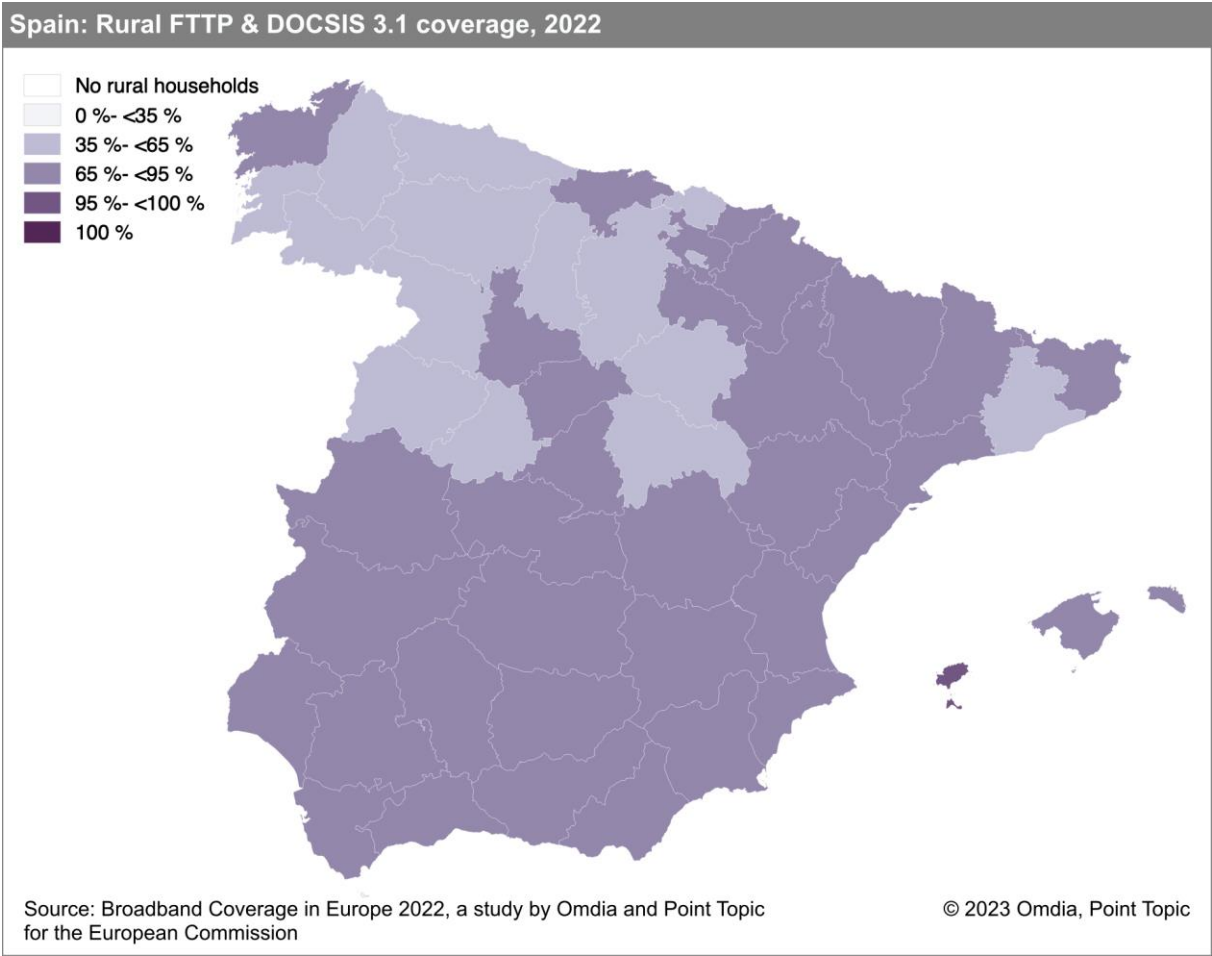 Spain: Rural FTTP & DOCSIS 3.1 coverage, 2022
No rural households
0 %- <35 %
35 %- <65 %
65 %- <95 %
95 %- <100 %
100 %
Source: Broadband Coverage in Europe 2022, a study by Omdia and Point Topic
for the European Commission
© 2023 Omdia, Point Topic